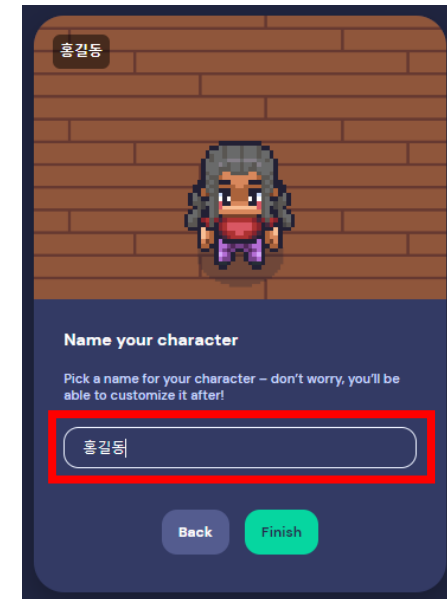 홍길동
Name your character
Pick a name for your character – don't worry, you'll be
able to customize it after!
홍길동
Back
Finish